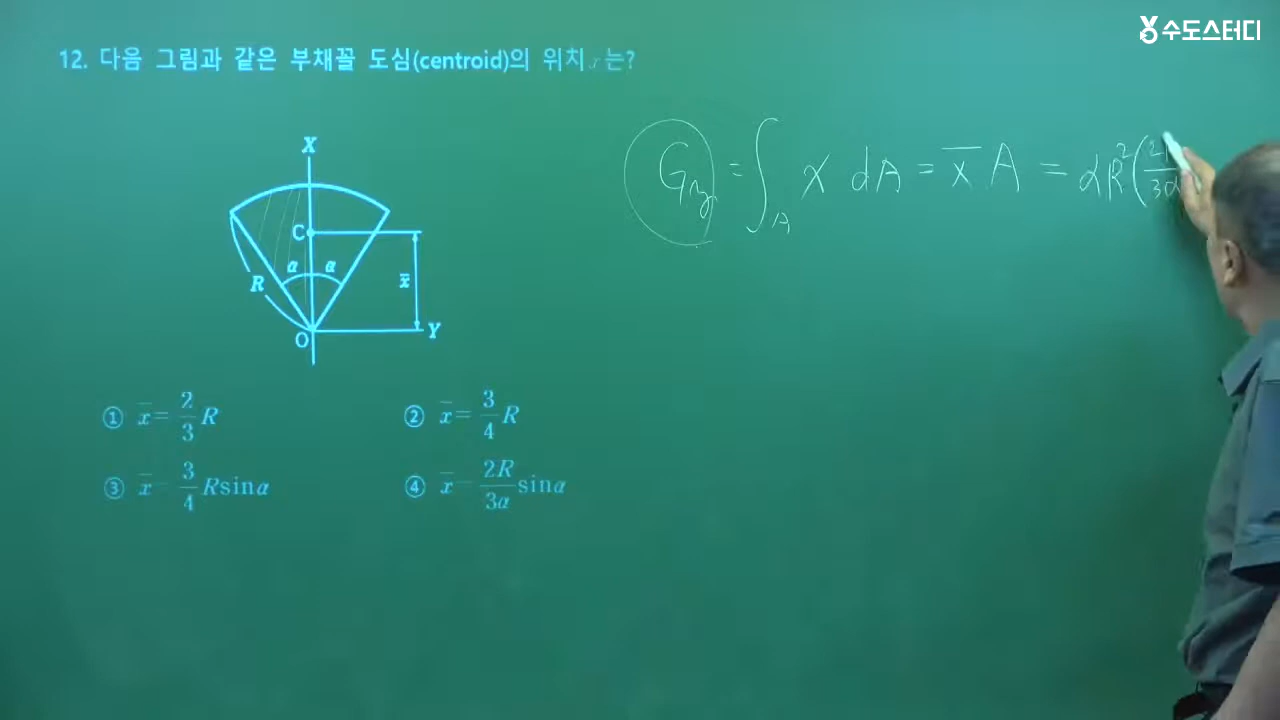 수도스터디
12. 다음 그림과 같은 부채꼴 도심(centroid)의 위치 x̅는?
X
C
α α
R
x̅
O
Y
① x̅ = 2/3 R
② x̅ = 3/4 R
③ x̅ = 3/4 R sinα
④ x̅ = 2R/3α sinα
G_y = ∫_A x dA = x̅ A = αR² (